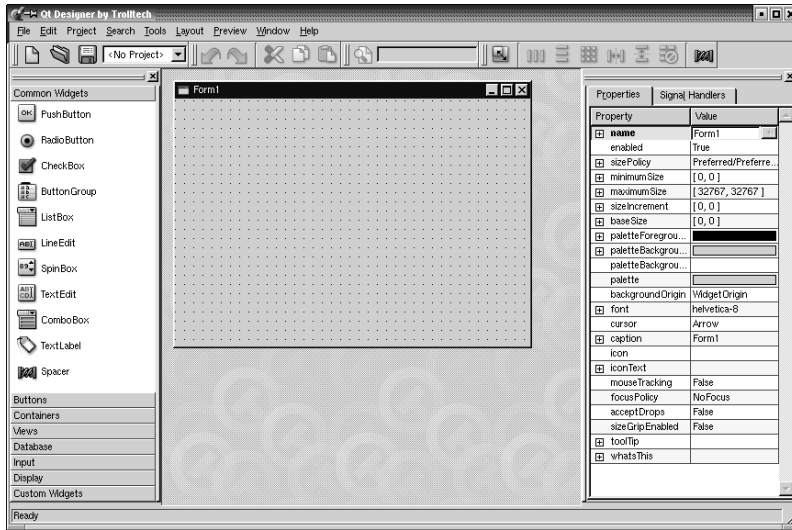 Qt Designer by Trolltech
File Edit Project Search Tools Layout Preview Window Help
<No Project>
Common Widgets
OK PushButton
RadioButton
CheckBox
ButtonGroup
ListBox
ABI LineEdit
89 SpinBox
TextEdit
ComboBox
TextLabel
Spacer
Buttons
Containers
Views
Database
Input
Display
Custom Widgets
Form1
Properties Signal Handlers
Property Value
name Form1
enabled True
sizePolicy Preferred/Preferre...
minimumSize [ 0, 0 ]
maximumSize [ 32767, 32767 ]
sizeIncrement [ 0, 0 ]
baseSize [ 0, 0 ]
paletteForegrou...
paletteBackgrou...
paletteBackgrou...
palette
backgroundOrigin WidgetOrigin
font helvetica-8
cursor Arrow
caption Form1
icon
iconText
mouseTracking False
focusPolicy NoFocus
acceptDrops False
sizeGripEnabled False
toolTip
whatsThis
Ready